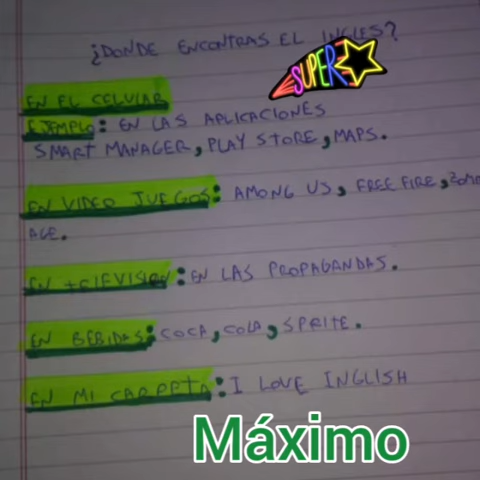 ¿DONDE ENCONTRAS EL INGLES?
SUPER
EN EL CELULAR
EJEMPLO: EN LAS APLICACIONES
SMART MANAGER, PLAY STORE, MAPS.
EN VIDEO JUEGOS: AMONG US, FREE FIRE,
AGE.
EN TELEVISION: EN LAS PROPAGANDAS.
EN BEBIDAS: COCA, COLA, SPRITE.
EN MI CARPETA: I LOVE INGLISH
Máximo